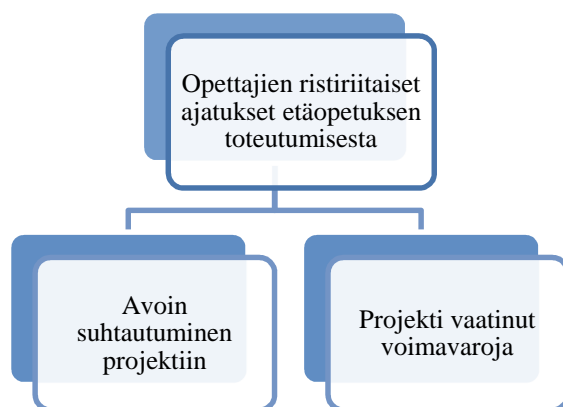 Opettajien ristiriitaiset
ajatukset etäopetuksen
toteutumisesta
Avoin
suhtautuminen
projektiin
Projekti vaatinut
voimavaroja